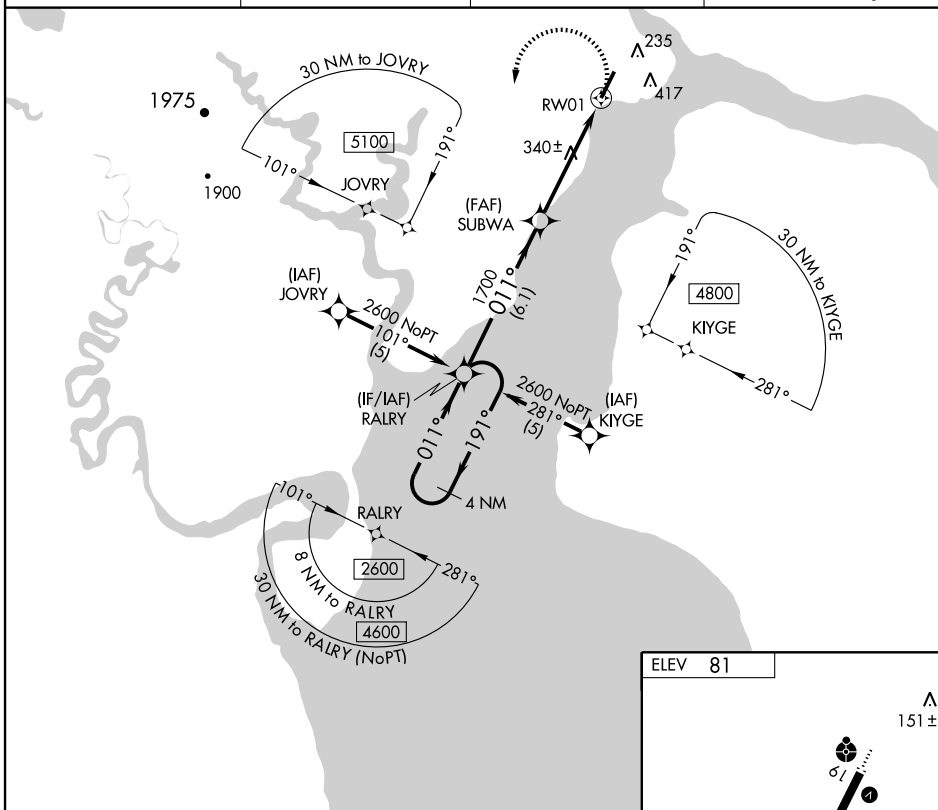 30 NM to JOVRY
235
417
1975
RW01
5100
191°
340±
101°
JOVRY
1900
(FAF)
SUBWA
191°
30 NM to KIYGE
4800
(IAF)
JOVRY
1700
011°
(6.1)
2600 NoPT
101°
(5)
KIYGE
281°
(IF/IAF)
RALRY
2600 NoPT
281°
(5)
(IAF)
KIYGE
011°
191°
4 NM
101°
RALRY
2600
281°
8 NM to RALRY
4600
30 NM to RALRY (NoPT)
ELEV 81
151±
19